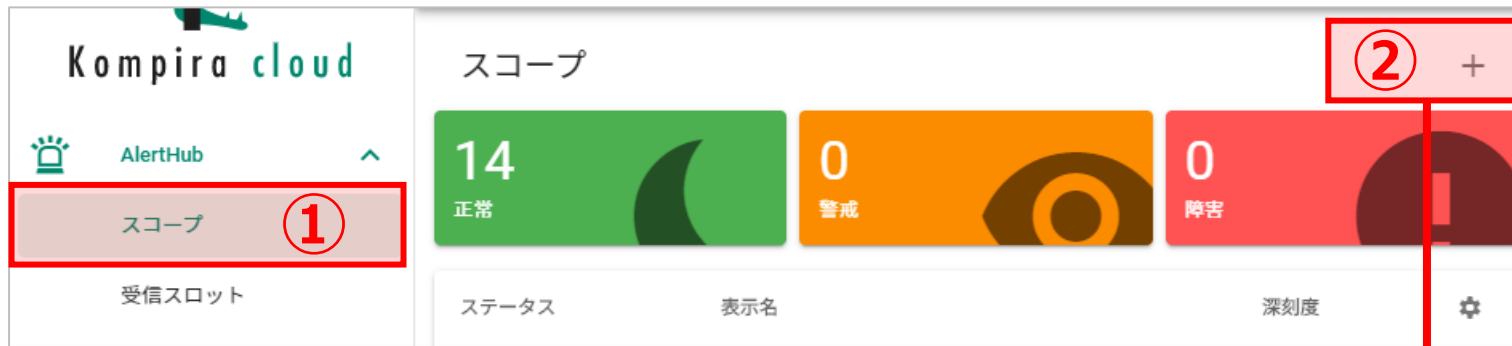 Kompira cloud
AlertHub
スコープ
①
受信スロット
スコープ
②
+
14
正常
0
警戒
0
障害
ステータス
表示名
深刻度